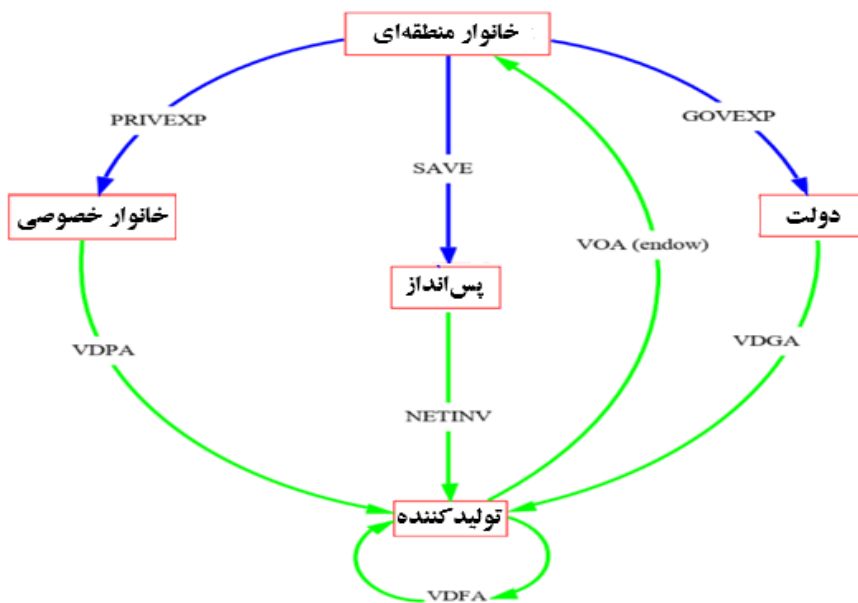 خانوار منطقه‌ای
PRIVEXP
GOVEXP
SAVE
خانوار خصوصی
دولت
VOA (endow)
پس‌انداز
VDPA
VDGA
NETINV
تولیدکننده
VDFA